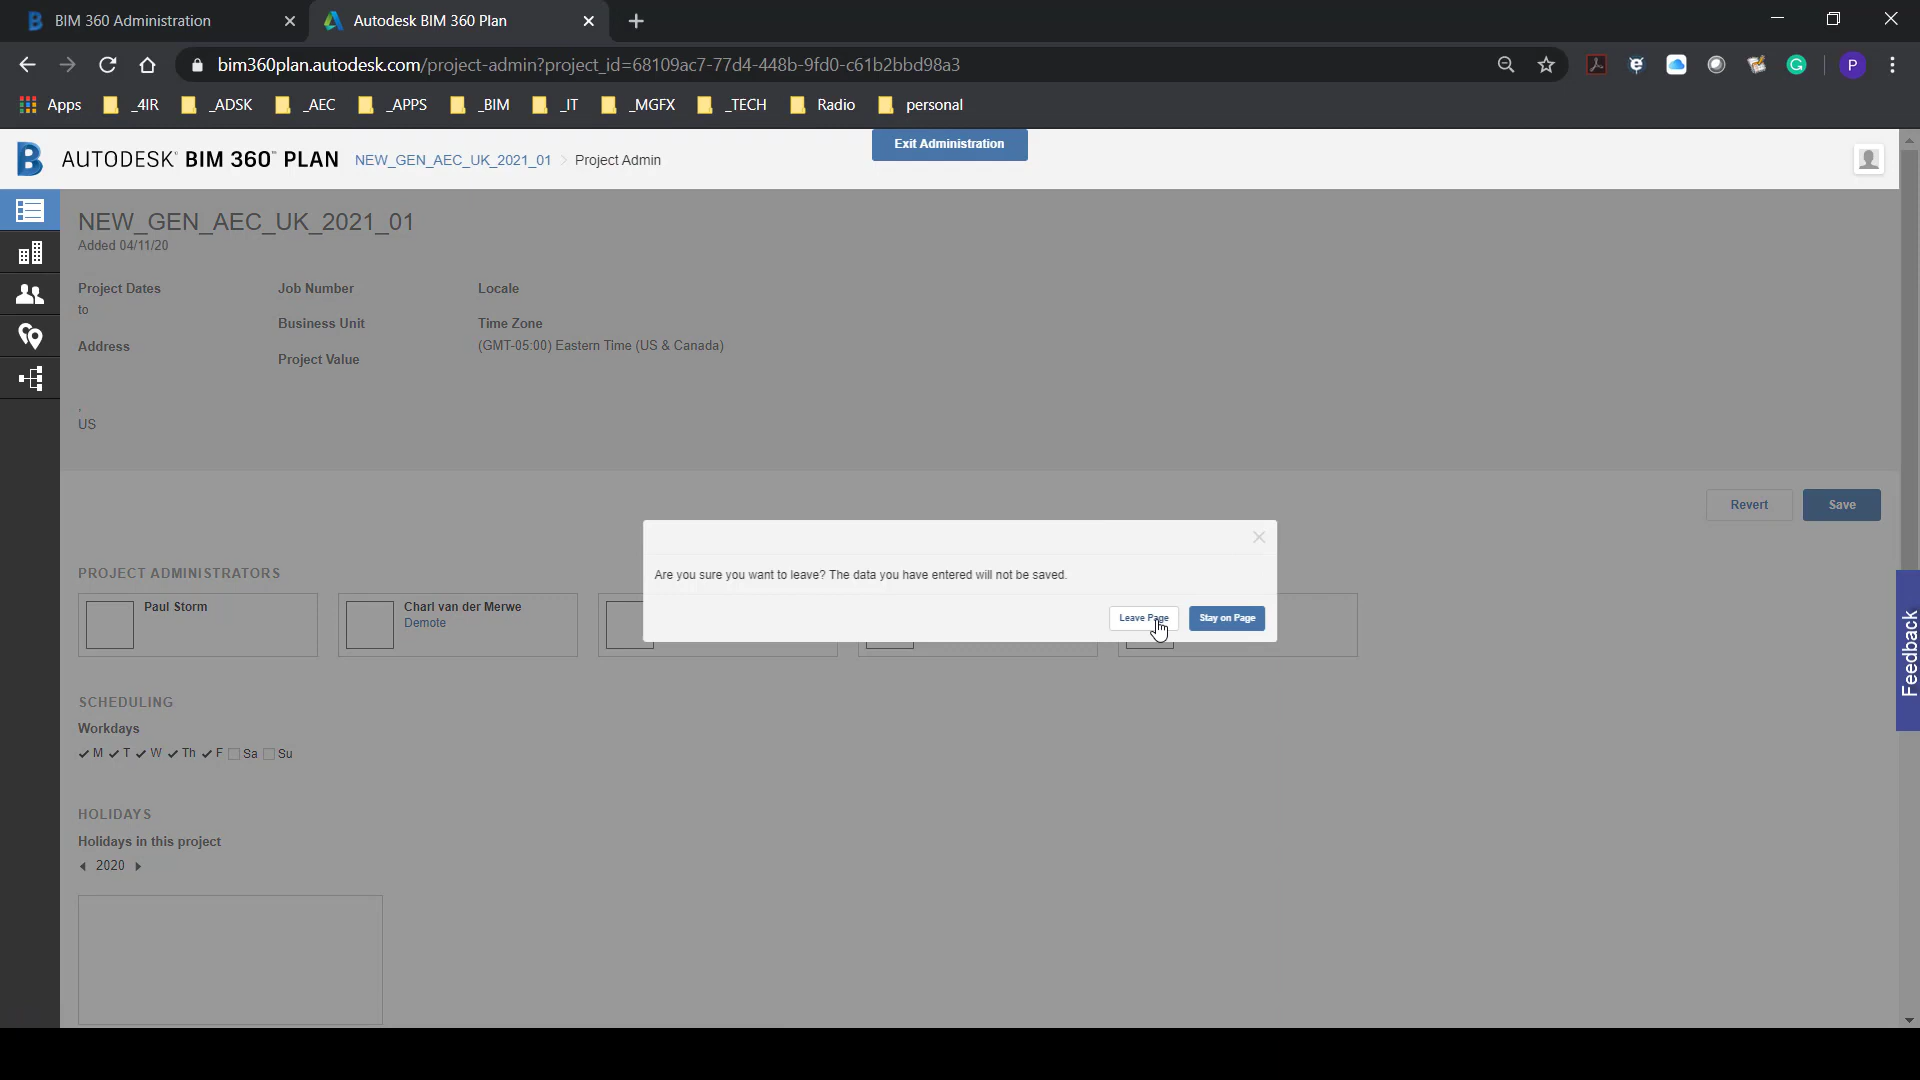 BIM 360 Administration
Autodesk BIM 360 Plan
bim360plan.autodesk.com/project-admin?project_id=68109ac7-77d4-448b-9fd0-c61b2bbd98a3
P
Apps _4IR _ADSK _AEC _APPS _BIM _IT _MGFX _TECH Radio personal
B AUTODESK® BIM 360™ PLAN NEW_GEN_AEC_UK_2021_01 > Project Admin
Exit Administration
NEW_GEN_AEC_UK_2021_01
Added 04/11/20
Project Dates
to
Address
,
US
Job Number
Business Unit
Project Value
Locale
Time Zone
(GMT-05:00) Eastern Time (US & Canada)
Revert Save
Are you sure you want to leave? The data you have entered will not be saved.
Leave Page Stay on Page
PROJECT ADMINISTRATORS
Paul Storm
Charl van der Merwe
Demote
SCHEDULING
Workdays
M T W Th F Sa Su
HOLIDAYS
Holidays in this project
2020
Feedback